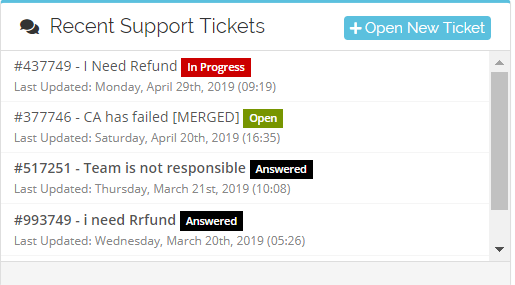 Recent Support Tickets
+ Open New Ticket
#437749 - I Need Refund In Progress
Last Updated: Monday, April 29th, 2019 (09:19)
#377746 - CA has failed [MERGED] Open
Last Updated: Saturday, April 20th, 2019 (16:35)
#517251 - Team is not responsible Answered
Last Updated: Thursday, March 21st, 2019 (10:08)
#993749 - i need Rrfund Answered
Last Updated: Wednesday, March 20th, 2019 (05:26)